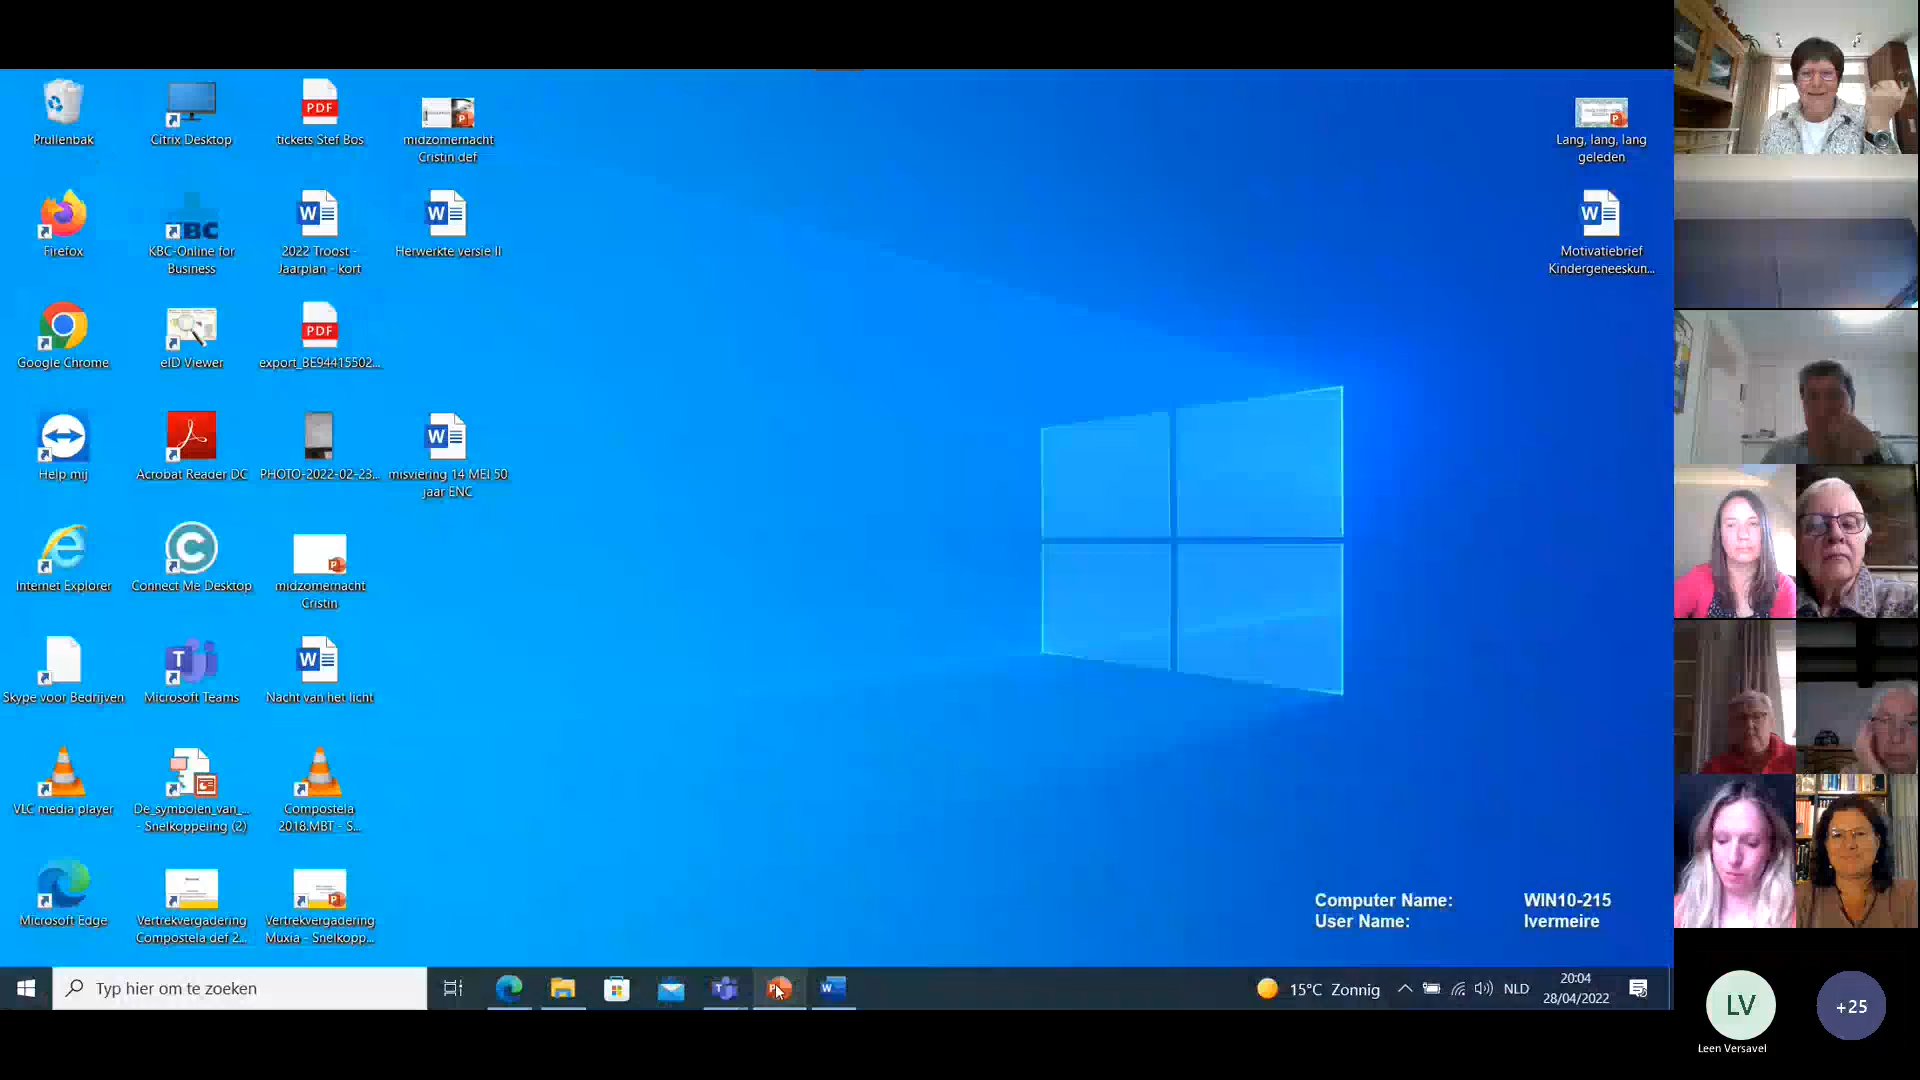 Prullenbak
Citrix Desktop
PDF
tickets Stef Bos
midzomernacht
Cristin def
Lang, lang, lang
geleden
Firefox
KBC
KBC-Online for
Business
W
2022 Troost -
Jaarplan - kort
W
Herwerkte versie II
W
Motivatiebrief
Kindergeneeskun...
Google Chrome
eID Viewer
PDF
export_BE94415502...
Help mij
Acrobat Reader DC
PHOTO-2022-02-23...
W
misviering 14 MEI 50
jaar ENC
Internet Explorer
Connect Me Desktop
midzomernacht
Cristin
Skype voor Bedrijven
T
Microsoft Teams
W
Nacht van het licht
VLC media player
De_symbolen_van_...
- Snelkoppeling (2)
Compostela
2018.MBT - S...
Microsoft Edge
Vertrekvergadering
Compostela def 2...
Vertrekvergadering
Muxia - Snelkopp...
Computer Name: WIN10-215
User Name: lvermeire
Typ hier om te zoeken
15°C Zonnig
NLD
20:04
28/04/2022
LV
Leen Versavel
+25